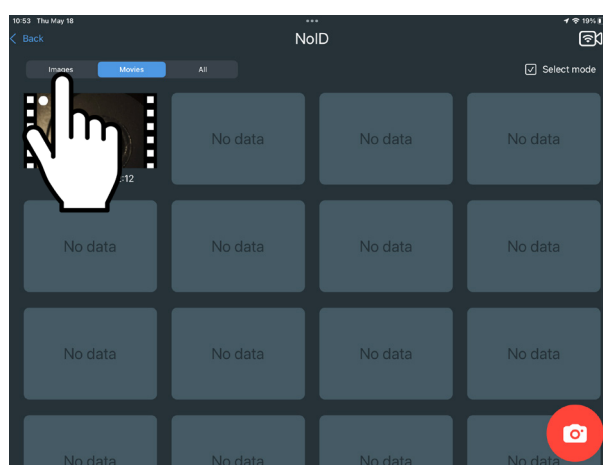 10:53 Thu May 18
19%
Back
NoID
Images Movies All
Select mode
No data No data No data
:12
No data No data No data No data
No data No data No data No data
No data No data No data No data